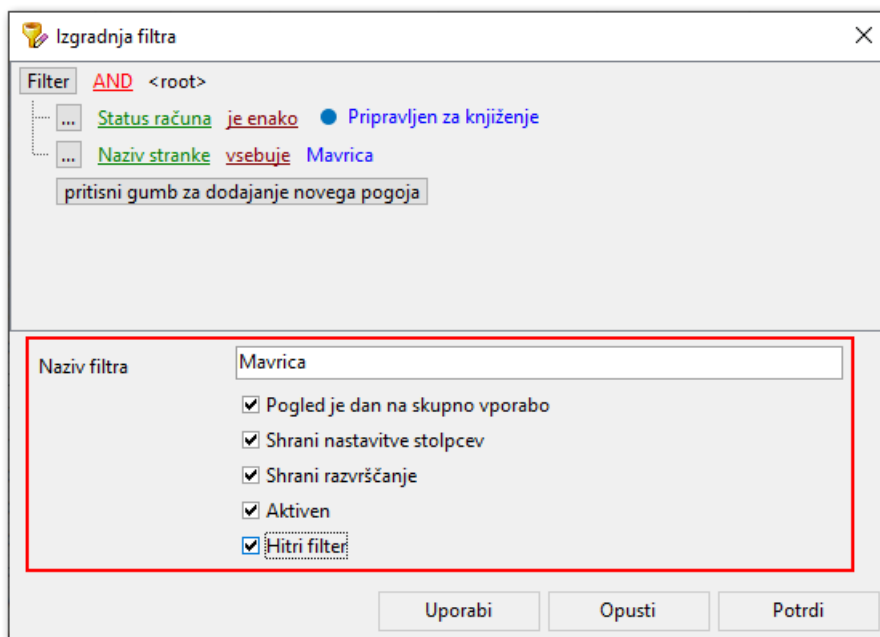 Izgradnja filtra
Filter AND <root>
... Status računa je enako Pripravljen za knjiženje
... Naziv stranke vsebuje Mavrica
pritisni gumb za dodajanje novega pogoja
Naziv filtra Mavrica
Pogled je dan na skupno vporabo
Shrani nastavitve stolpcev
Shrani razvrščanje
Aktiven
Hitri filter
Uporabi Opusti Potrdi